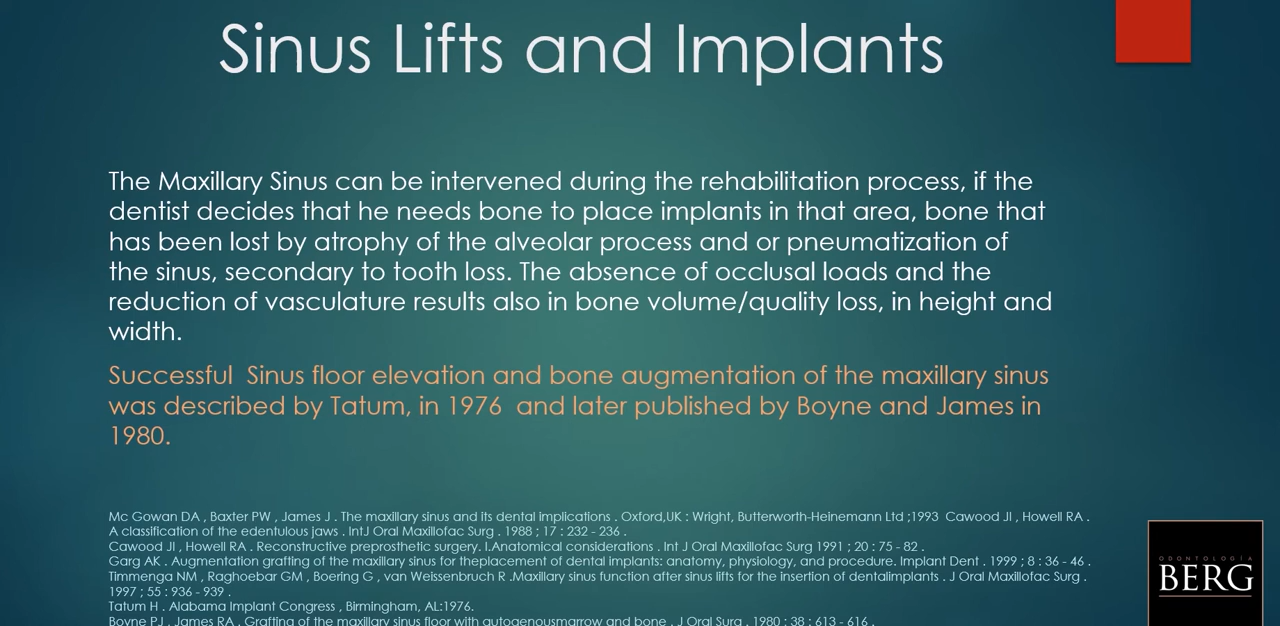 Sinus Lifts and Implants
The Maxillary Sinus can be intervened during the rehabilitation process, if the
dentist decides that he needs bone to place implants in that area, bone that
has been lost by atrophy of the alveolar process and or pneumatization of
the sinus, secondary to tooth loss. The absence of occlusal loads and the
reduction of vasculature results also in bone volume/quality loss, in height and
width.
Successful  Sinus floor elevation and bone augmentation of the maxillary sinus
was described by Tatum, in 1976  and later published by Boyne and James in
1980.
Mc Gowan DA , Baxter PW , James J . The maxillary sinus and its dental implications . Oxford,UK : Wright, Butterworth-Heinemann Ltd ;1993  Cawood JI , Howell RA .
A classification of the edentulous jaws . IntJ Oral Maxillofac Surg . 1988 ; 17 : 232 - 236 .
Cawood JI , Howell RA . Reconstructive preprosthetic surgery. I.Anatomical considerations . Int J Oral Maxillofac Surg 1991 ; 20 : 75 - 82 .
Garg AK . Augmentation grafting of the maxillary sinus for theplacement of dental implants: anatomy, physiology, and procedure. Implant Dent . 1999 ; 8 : 36 - 46 .
Timmenga NM , Raghoebar GM , Boering G , van Weissenbruch R .Maxillary sinus function after sinus lifts for the insertion of dentalimplants . J Oral Maxillofac Surg .
1997 ; 55 : 936 - 939 .
Tatum H . Alabama Implant Congress , Birmingham, AL:1976.
Boyne PJ , James RA . Grafting of the maxillary sinus floor with autogenousmarrow and bone . J Oral Surg . 1980 ; 38 : 613 - 616 .
ODONTOLOGIA
BERG